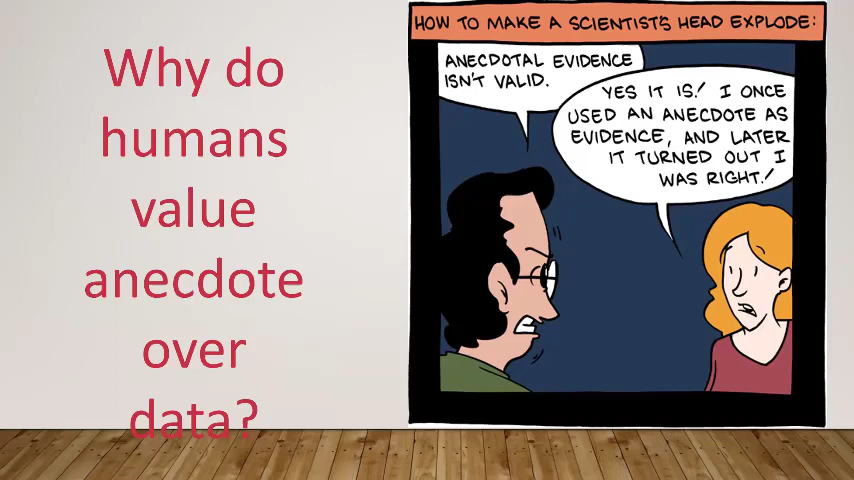 Why do
humans
value
anecdote
over
data?
HOW TO MAKE A SCIENTIST'S HEAD EXPLODE:
ANECDOTAL EVIDENCE
ISN'T VALID.
YES IT IS! I ONCE
USED AN ANECDOTE AS
EVIDENCE, AND LATER
IT TURNED OUT I
WAS RIGHT!